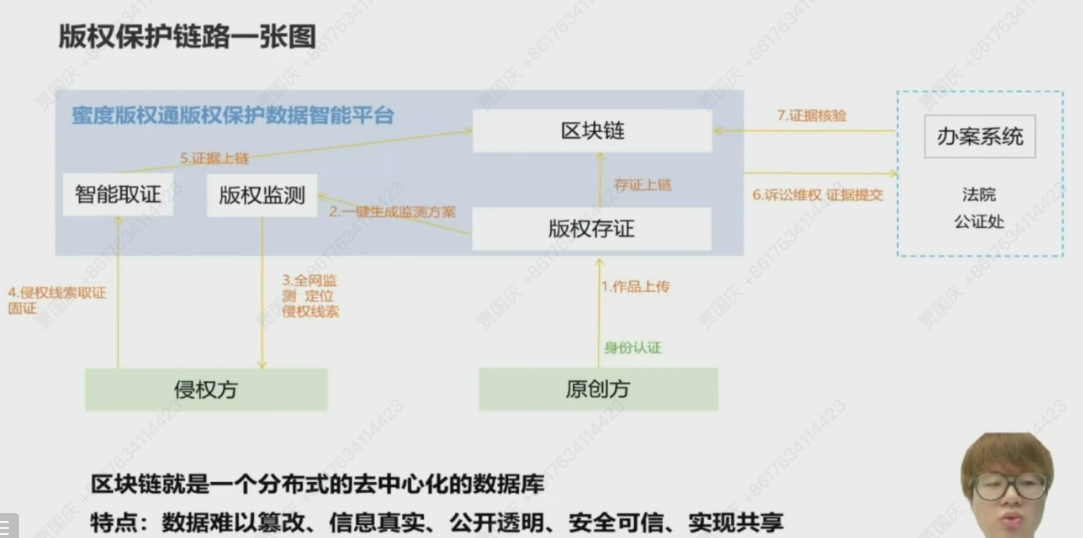 版权保护链路一张图
蜜度版权通版权保护数据智能平台
区块链
7.证据核验
办案系统
5.证据上链
智能取证
版权监测
存证上链
6.诉讼维权 证据提交
法院
公证处
2.一键生成监测方案
版权存证
4.侵权线索取证
固证
3.全网监
测 定位
侵权线索
1.作品上传
身份认证
侵权方
原创方
区块链就是一个分布式的去中心化的数据库
特点：数据难以篡改、信息真实、公开透明、安全可信、实现共享
贾国庆 +8617634114423